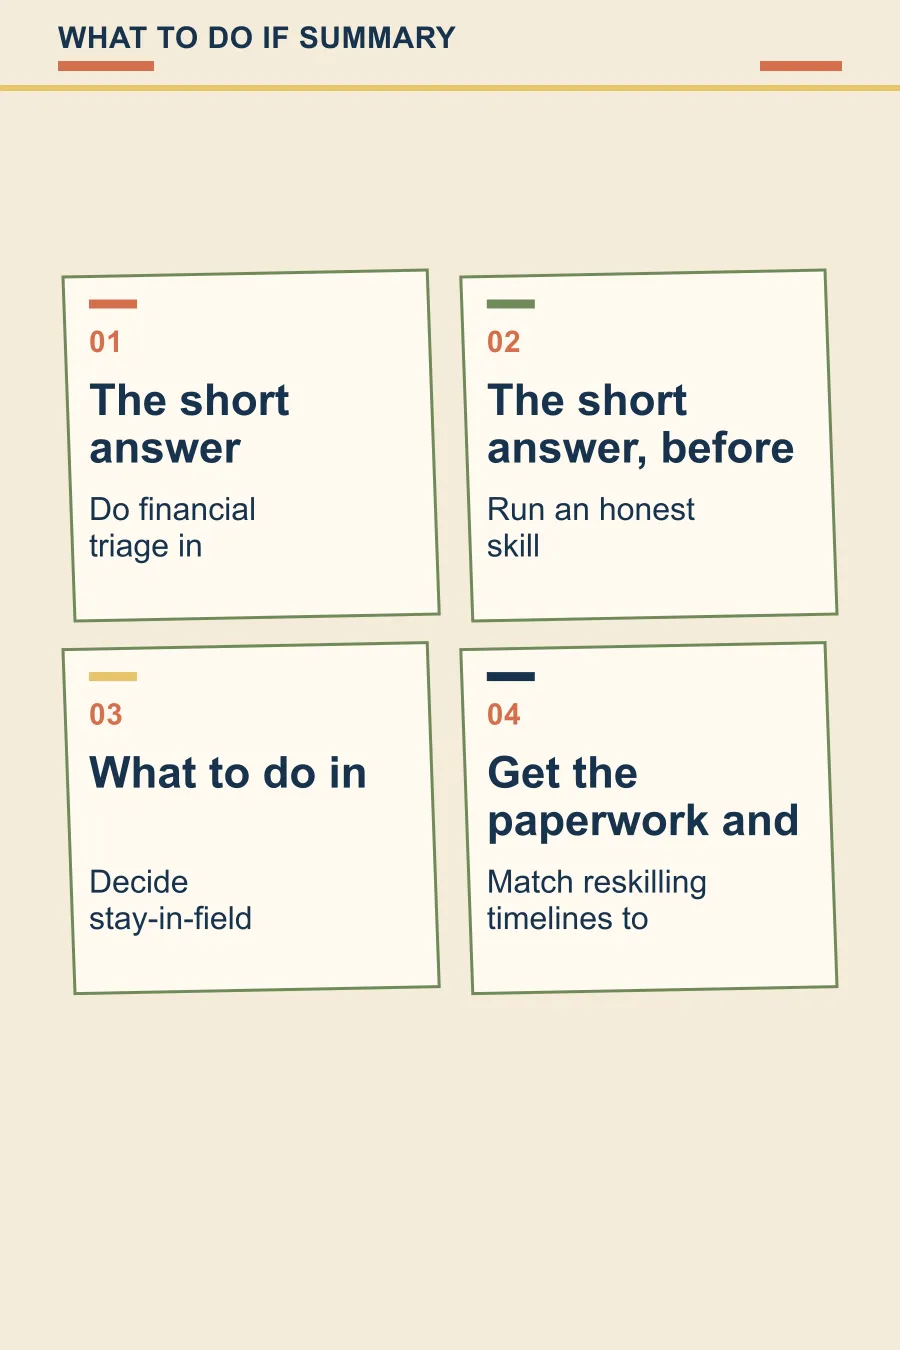 WHAT TO DO IF SUMMARY
01
The short
answer
Do financial
triage in
02
The short
answer, before
Run an honest
skill
03
What to do in
Decide
stay-in-field
04
Get the
paperwork and
Match reskilling
timelines to